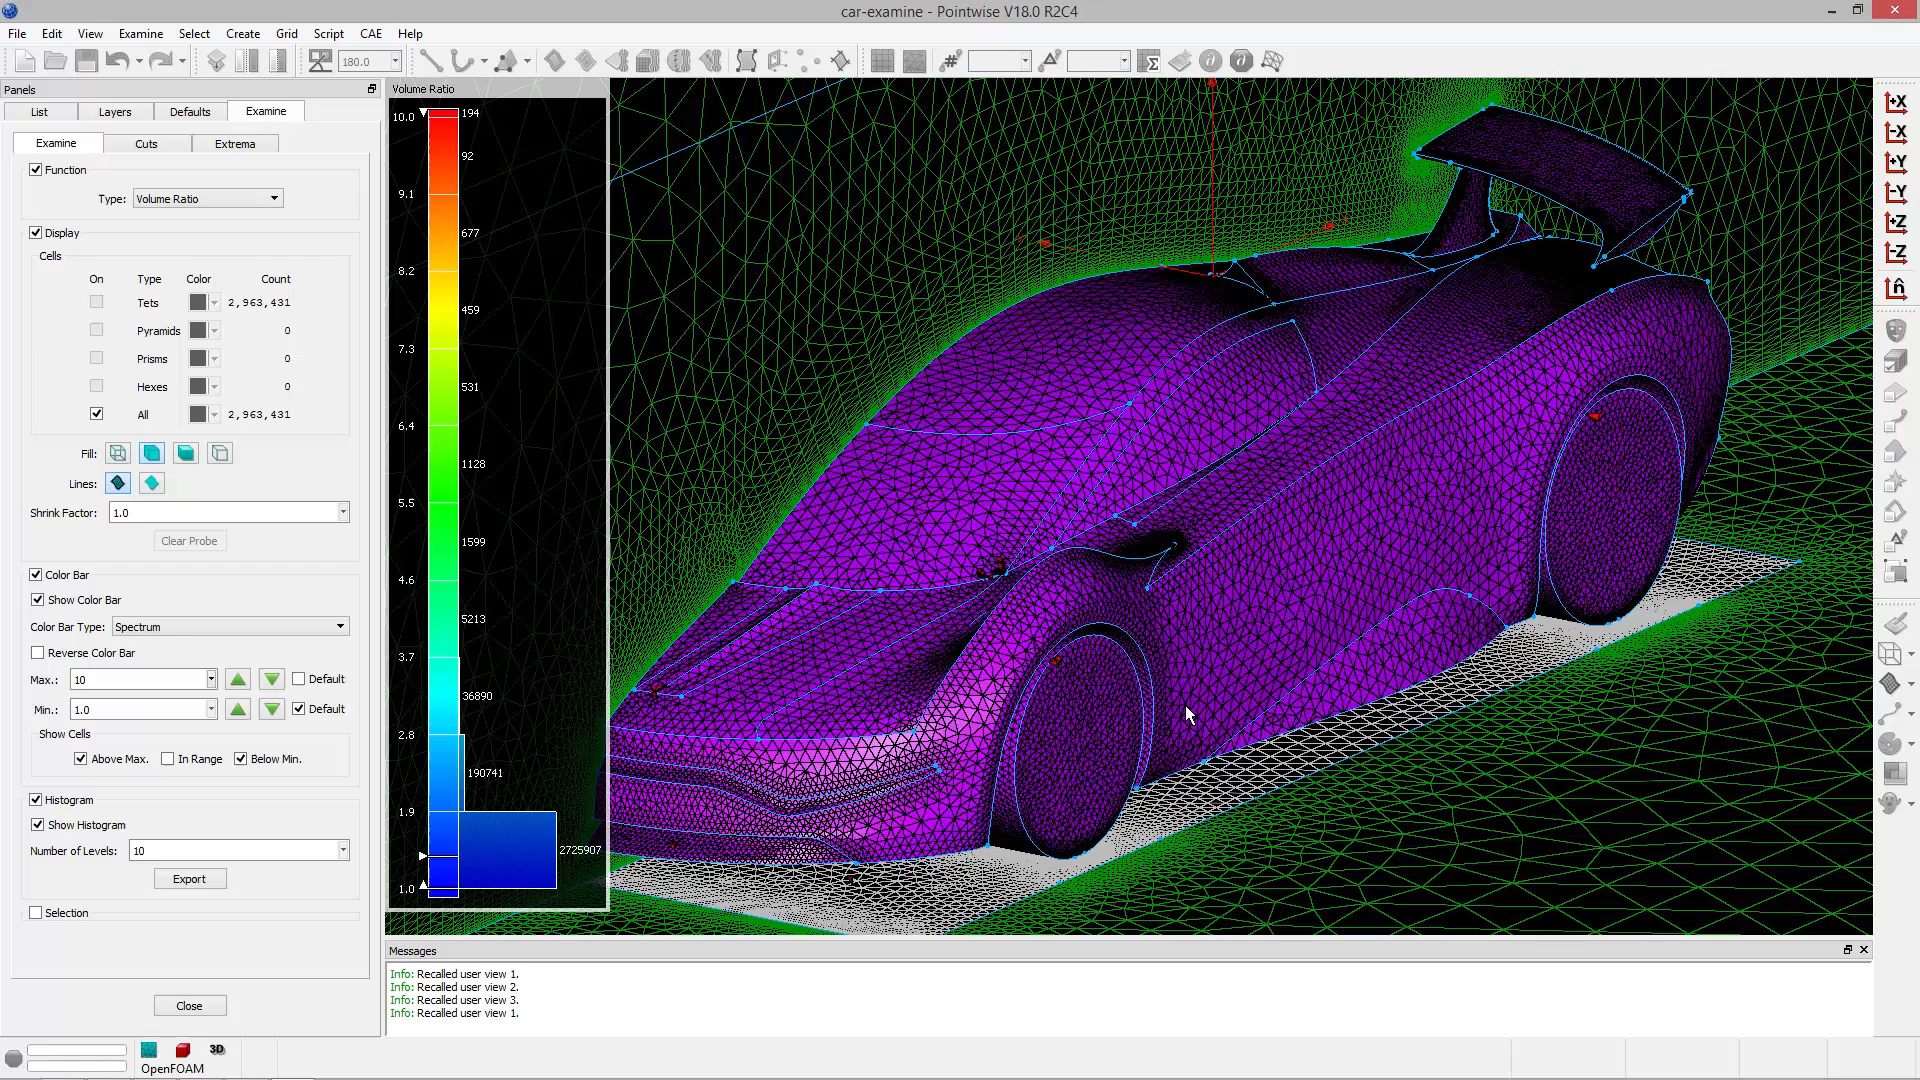 car-examine - Pointwise V18.0 R2C4
File Edit View Examine Select Create Grid Script CAE Help
180.0
Panels
List Layers Defaults Examine
Examine Cuts Extrema
Function
Type: Volume Ratio
Display
Cells
On Type Color Count
Tets 2,963,431
Pyramids 0
Prisms 0
Hexes 0
All 2,963,431
Fill:
Lines:
Shrink Factor: 1.0
Clear Probe
Color Bar
Show Color Bar
Color Bar Type: Spectrum
Reverse Color Bar
Max.: 10 Default
Min.: 1.0 Default
Show Cells
Above Max. In Range Below Min.
Histogram
Show Histogram
Number of Levels: 10
Export
Selection
Close
Volume Ratio
10.0 194
92
9.1
677
8.2
459
7.3
531
6.4
1128
5.5
1599
4.6
5213
3.7
36890
2.8
190741
1.9
2725907
1.0
+X
-X
+Y
-Y
+Z
-Z
n̂
Messages
Info: Recalled user view 1.
Info: Recalled user view 2.
Info: Recalled user view 3.
Info: Recalled user view 1.
3D
OpenFOAM